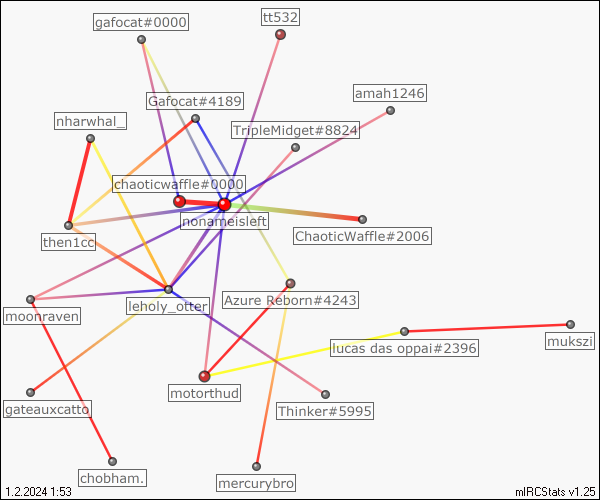 gafocat#0000
tt532
amah1246
Gafocat#4189
nharwhal_
TripleMidget#8824
chaoticwaffle#0000
nonameisleft
ChaoticWaffle#2006
then1cc
Azure Reborn#4243
leholy_otter
moonraven
mukszi
lucas das oppai#2396
motorthud
gateauxcatto
Thinker#5995
chobham.
mercurybro
1.2.2024 1:53
mIRCStats v1.25